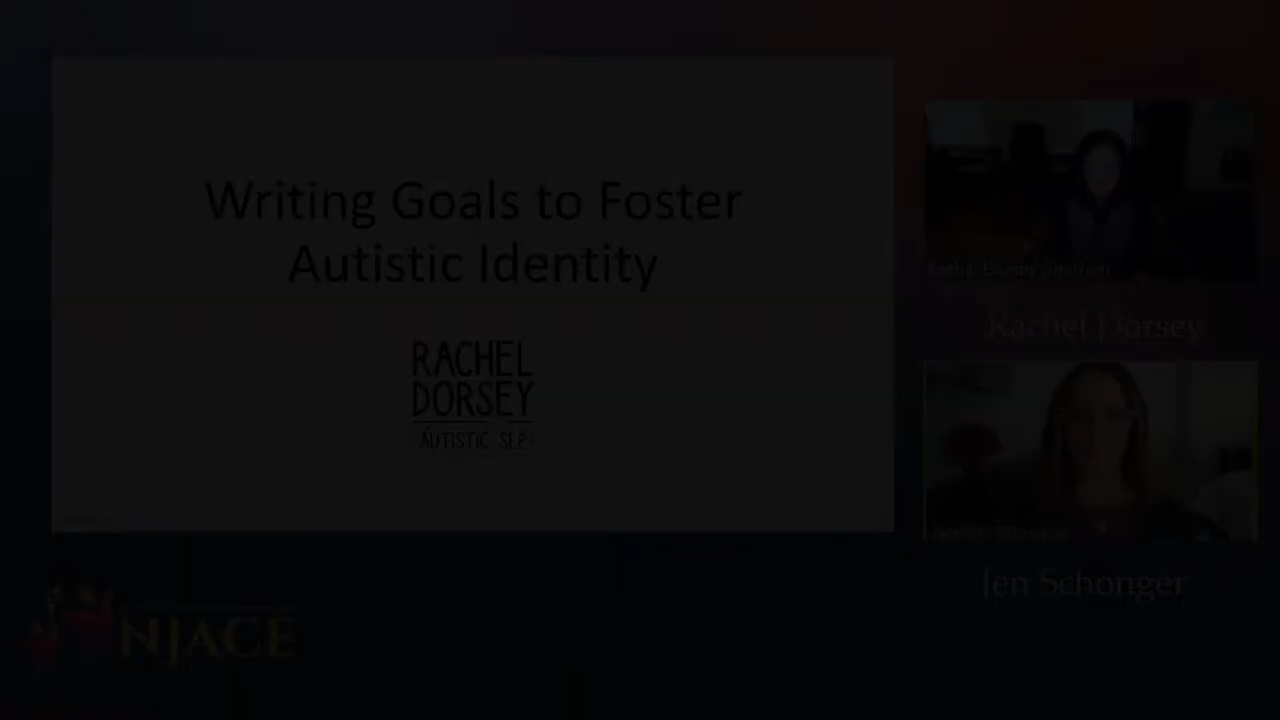 Writing Goals to Foster
Autistic Identity
RACHEL
DORSEY
AUTISTIC SLP
Rachel Dorsey
Jen Schonger
NJACE